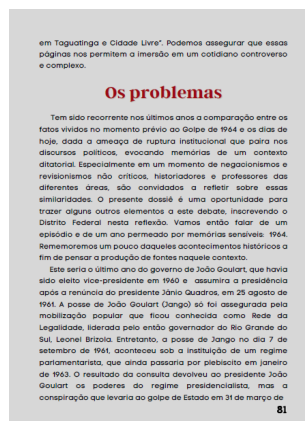 em Taguatinga e Cidade Livre". Podemos assegurar que essas
páginas nos permitem a imersão em um cotidiano controverso
e complexo.
Os problemas
Tem sido recorrente nos últimos anos a comparação entre os
fatos vividos no momento prévio ao Golpe de 1964 e os dias de
hoje, dada a ameaça de ruptura institucional que paira nos
discursos políticos, evocando memórias de um contexto
ditatorial. Especialmente em um momento de negacionismos e
revisionismos não críticos, historiadores e professores das
diferentes áreas, são convidados a refletir sobre essas
similaridades. O presente dossiê é uma oportunidade para
trazer alguns outros elementos a este debate, inscrevendo o
Distrito Federal nesta reflexão. Vamos então falar de um
episódio e de um ano permeado por memórias sensíveis: 1964.
Rememoremos um pouco daqueles acontecimentos históricos a
fim de pensar a produção de fontes naquele contexto.
Este seria o último ano do governo de João Goulart, que havia
sido eleito vice-presidente em 1960 e assumira a presidência
após a renúncia do presidente Jânio Quadros, em 25 agosto de
1961. A posse de João Goulart (Jango) só foi assegurada pela
mobilização popular que ficou conhecida como Rede da
Legalidade, liderada pelo então governador do Rio Grande do
Sul, Leonel Brizola. Entretanto, a posse de Jango no dia 7 de
setembro de 1961, aconteceu sob a instituição de um regime
parlamentarista, que ainda passaria por plebiscito em janeiro
de 1963. O resultado da consulta devolveu ao presidente João
Goulart os poderes do regime presidencialista, mas a
conspiração que levaria ao golpe de Estado em 31 de março de
81